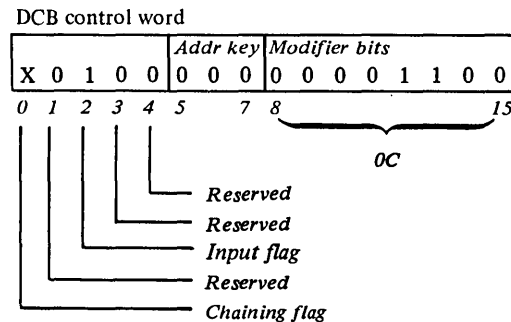 DCB control word
Addr key Modifier bits
X 0 1 0 0 0 0 0 0 0 0 0 1 1 0 0
0 1 2 3 4 5 7 8 15
0C
Reserved
Reserved
Input flag
Reserved
Chaining flag